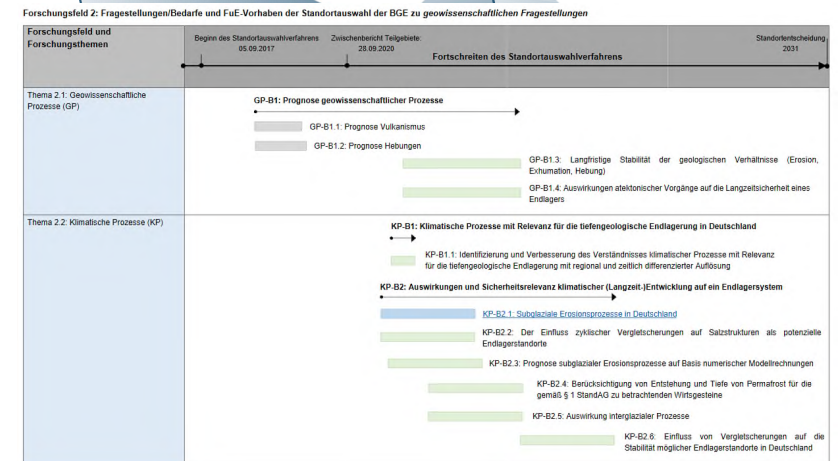 Forschungsfeld 2: Fragestellungen/Bedarfe und FuE-Vorhaben der Standortauswahl der BGE zu geowissenschaftlichen Fragestellungen
Forschungsfeld und
Forschungsthemen
Beginn des Standortauswahlverfahrens
05.09.2017
Zwischenbericht Teilgebiete:
28.09.2020
Fortschreiten des Standortauswahlverfahrens
Standortentscheidung
2031
Thema 2.1: Geowissenschaftliche
Prozesse (GP)
GP-B1: Prognose geowissenschaftlicher Prozesse
GP-B1.1: Prognose Vulkanismus
GP-B1.2: Prognose Hebungen
GP-B1.3: Langfristige Stabilität der geologischen Verhältnisse (Erosion,
Exhumation, Hebung)
GP-B1.4: Auswirkungen atektonischer Vorgänge auf die Langzeitsicherheit eines
Endlagers
Thema 2.2: Klimatische Prozesse (KP)
KP-B1: Klimatische Prozesse mit Relevanz für die tiefengeologische Endlagerung in Deutschland
KP-B1.1: Identifizierung und Verbesserung des Verständnisses klimatischer Prozesse mit Relevanz
für die tiefengeologische Endlagerung mit regional und zeitlich differenzierter Auflösung
KP-B2: Auswirkungen und Sicherheitsrelevanz klimatischer (Langzeit-)Entwicklung auf ein Endlagersystem
KP-B2.1: Subglaziale Erosionsprozesse in Deutschland
KP-B2.2: Der Einfluss zyklischer Vergletscherungen auf Salzstrukturen als potenzielle
Endlagerstandorte
KP-B2.3: Prognose subglazialer Erosionsprozesse auf Basis numerischer Modellrechnungen
KP-B2.4: Berücksichtigung von Entstehung und Tiefe von Permafrost für die
gemäß § 1 StandAG zu betrachtenden Wirtsgesteine
KP-B2.5: Auswirkung interglazialer Prozesse
KP-B2.6: Einfluss von Vergletscherungen auf die
Stabilität möglicher Endlagerstandorte in Deutschland